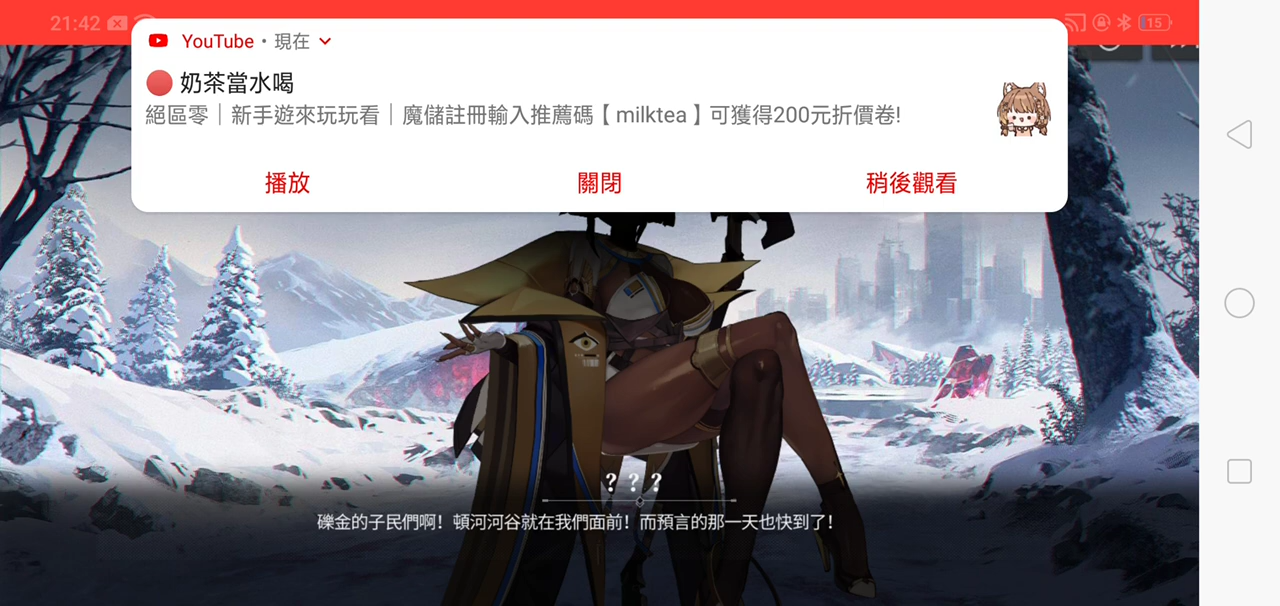 21:42
15
YouTube • 現在
奶茶當水喝
絕區零｜新手遊來玩玩看｜魔儲註冊輸入推薦碼【milktea】可獲得200元折價卷!
播放 關閉 稍後觀看
？？？
礫金的子民們啊！頓河河谷就在我們面前！而預言的那一天也快到了！